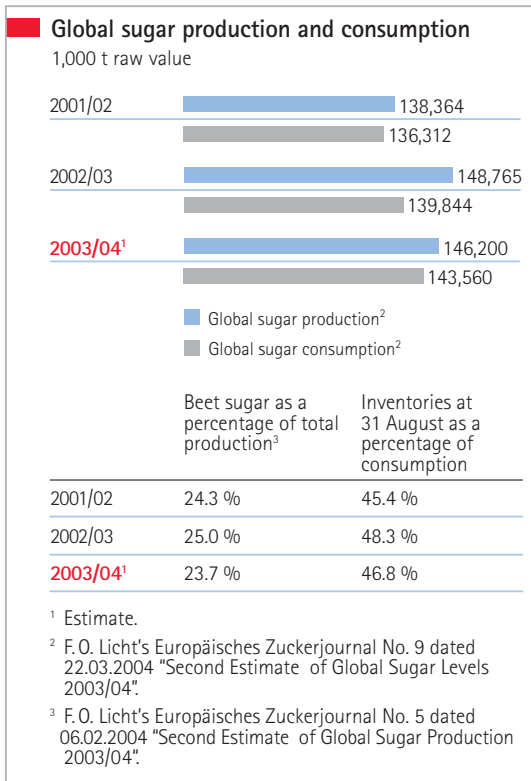 Global sugar production and consumption
1,000 t raw value
2001/02 138,364
136,312
2002/03 148,765
139,844
2003/04¹ 146,200
143,560
Global sugar production²
Global sugar consumption²
Beet sugar as a Inventories at
percentage of total 31 August as a
production³ percentage of
consumption
2001/02 24.3 % 45.4 %
2002/03 25.0 % 48.3 %
2003/04¹ 23.7 % 46.8 %
¹ Estimate.
² F. O. Licht's Europäisches Zuckerjournal No. 9 dated
22.03.2004 "Second Estimate of Global Sugar Levels
2003/04".
³ F. O. Licht's Europäisches Zuckerjournal No. 5 dated
06.02.2004 "Second Estimate of Global Sugar Production
2003/04".